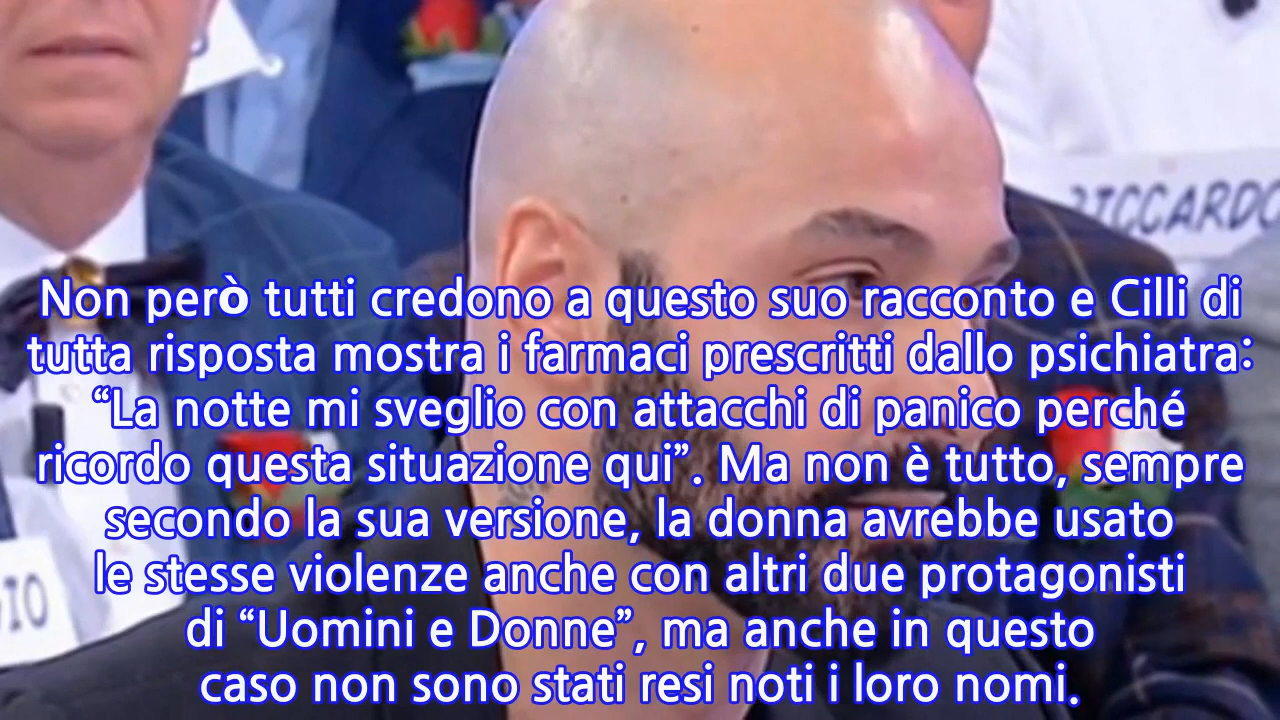 RICCARDO
Non però tutti credono a questo suo racconto e Cilli di
tutta risposta mostra i farmaci prescritti dallo psichiatra:
“La notte mi sveglio con attacchi di panico perché
ricordo questa situazione qui”. Ma non è tutto, sempre
secondo la sua versione, la donna avrebbe usato
le stesse violenze anche con altri due protagonisti
di “Uomini e Donne”, ma anche in questo
caso non sono stati resi noti i loro nomi.